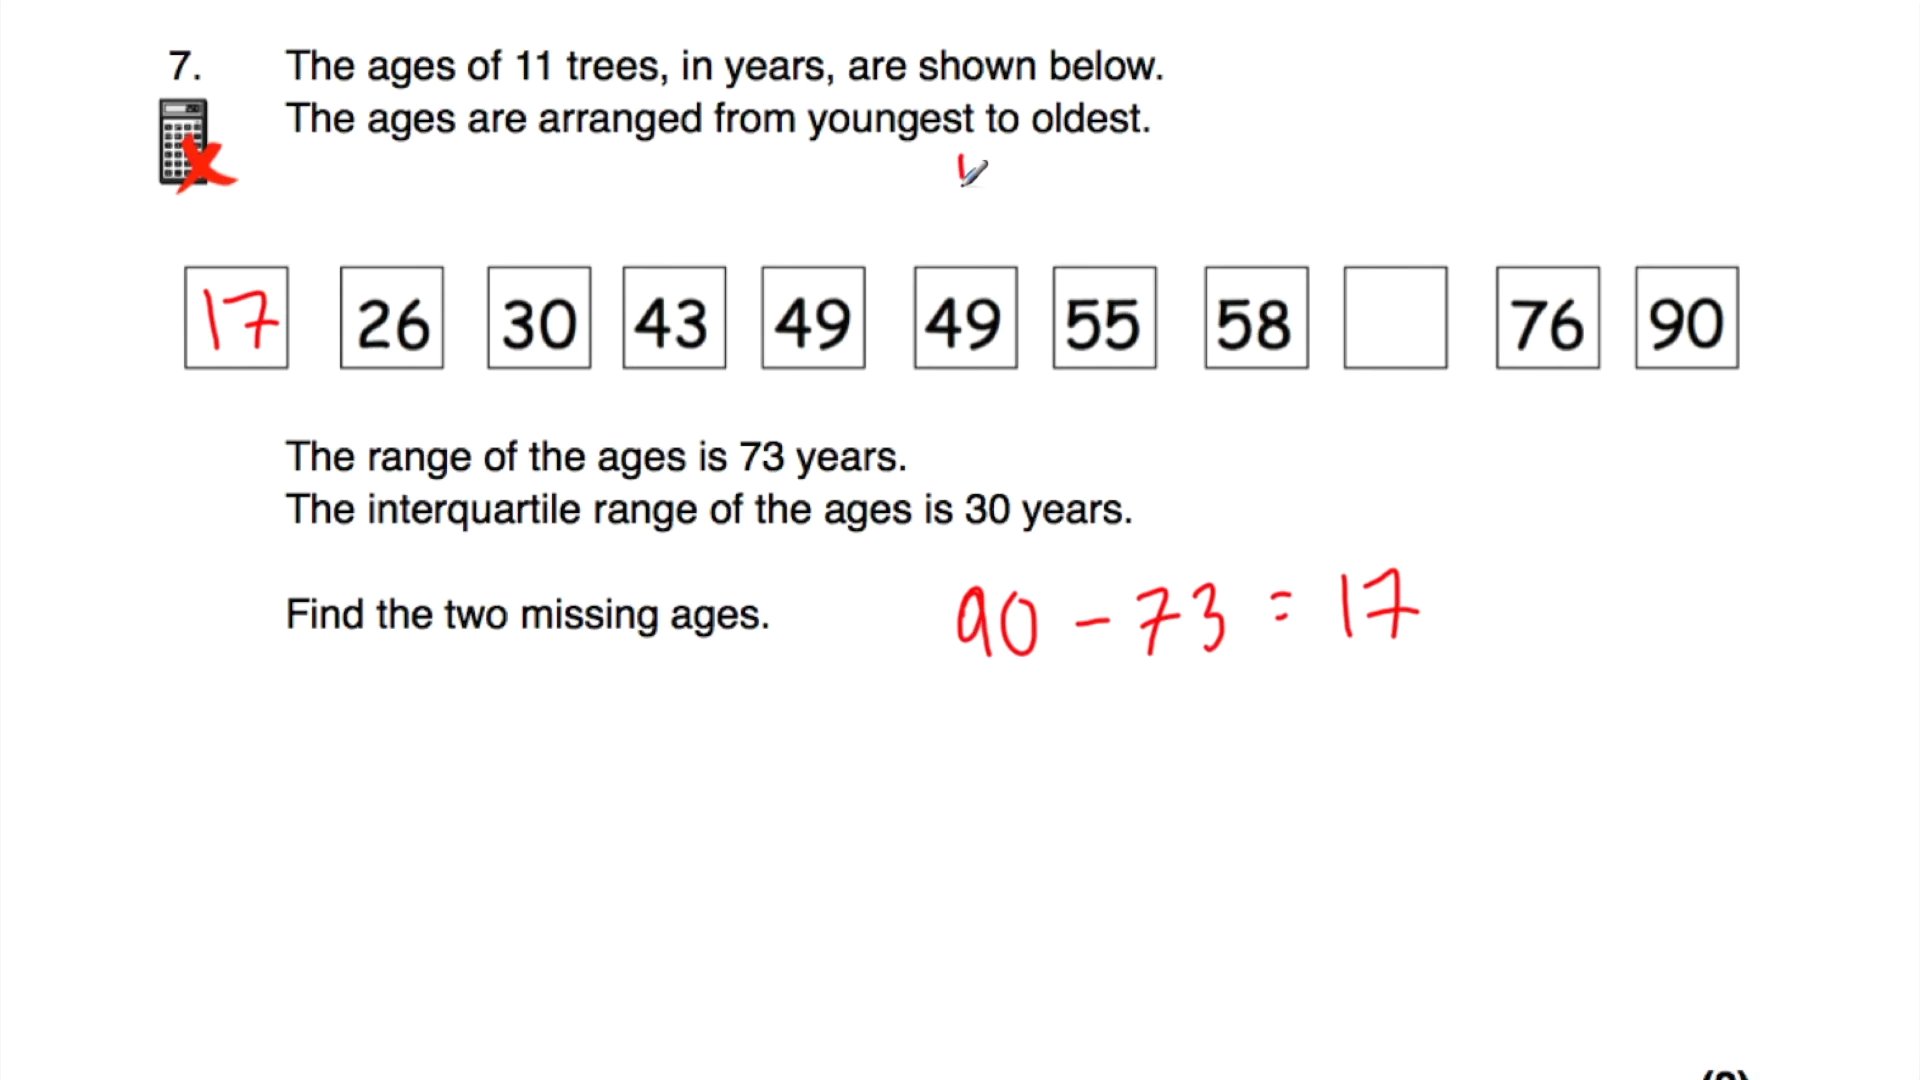 7. The ages of 11 trees, in years, are shown below.
The ages are arranged from youngest to oldest.
17 26 30 43 49 49 55 58 76 90
The range of the ages is 73 years.
The interquartile range of the ages is 30 years.
Find the two missing ages. 90 - 73 = 17